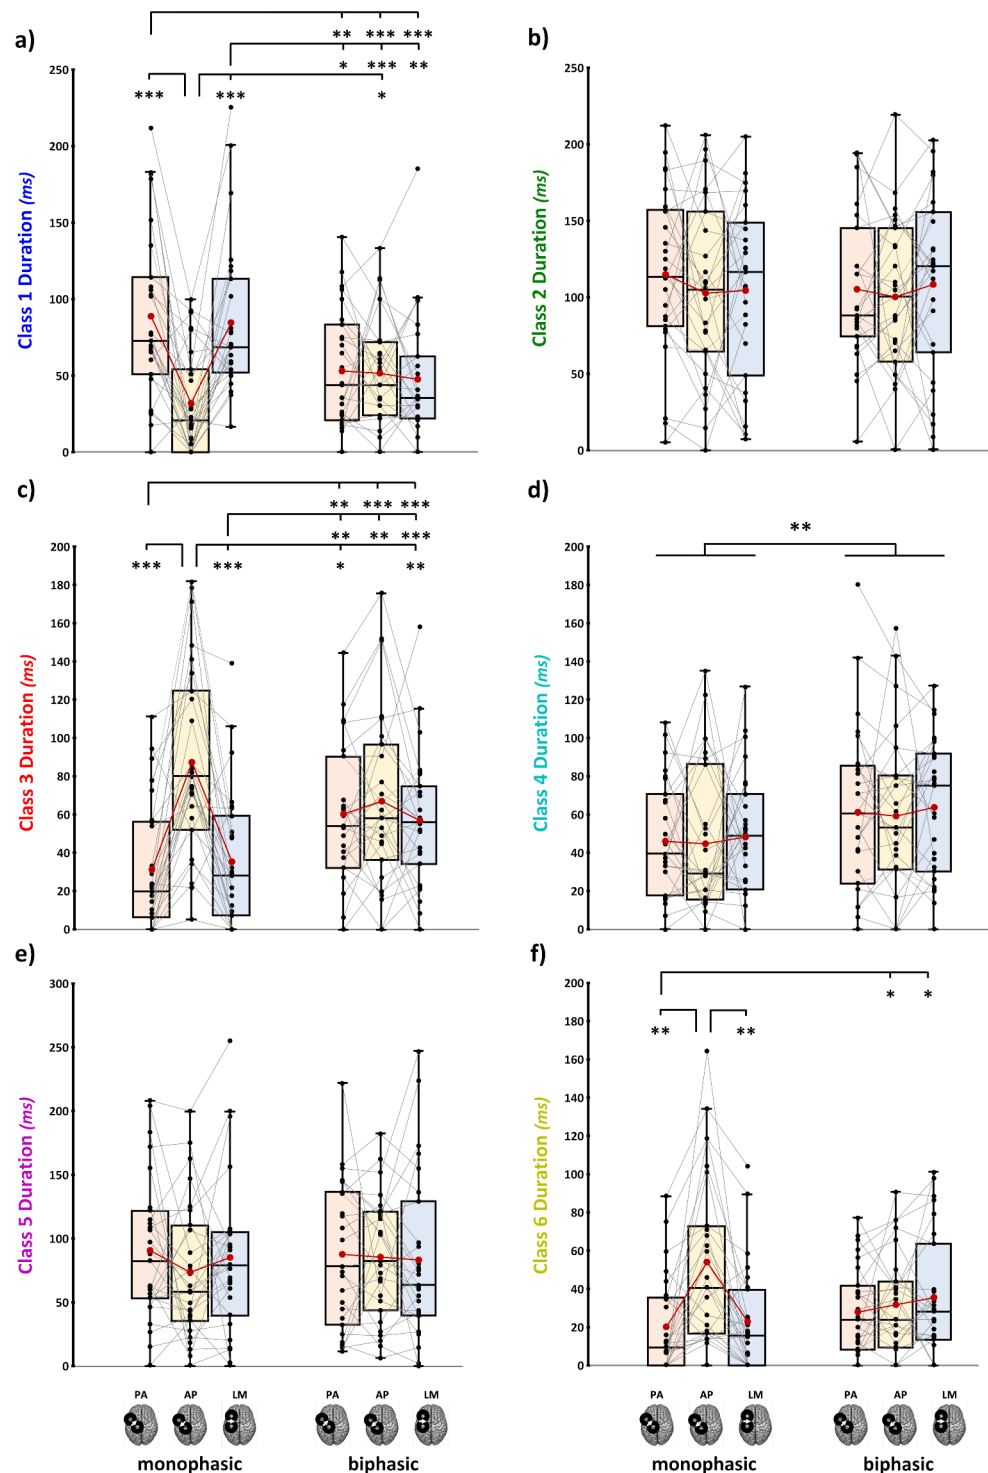 a)
** *** ***
* *** **
*** *** *
Class 1 Duration (ms)
250
200
150
100
50
0
b)
Class 2 Duration (ms)
250
200
150
100
50
0
c)
** *** ***
** ** ***
*** *** * **
Class 3 Duration (ms)
200
180
160
140
120
100
80
60
40
20
0
d)
**
Class 4 Duration (ms)
200
180
160
140
120
100
80
60
40
20
0
e)
Class 5 Duration (ms)
300
250
200
150
100
50
0
PA AP LM PA AP LM
monophasic biphasic
f)
* *
** **
Class 6 Duration (ms)
200
180
160
140
120
100
80
60
40
20
0
PA AP LM PA AP LM
monophasic biphasic